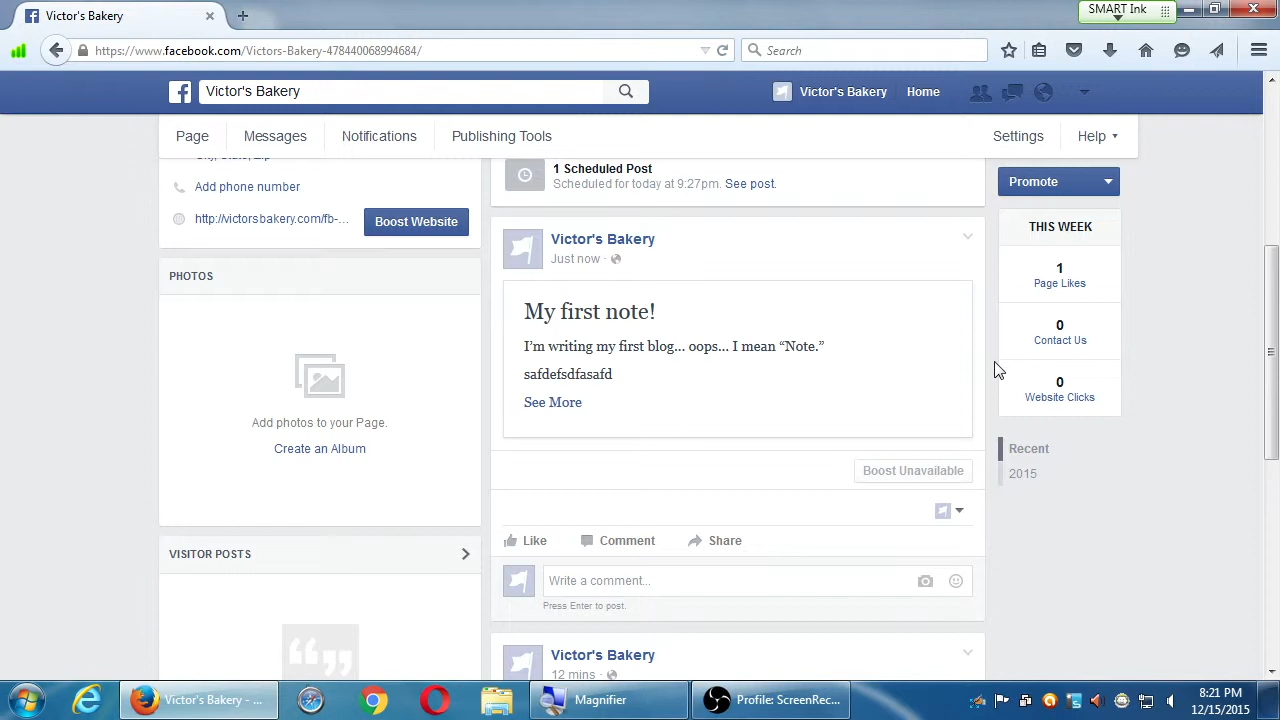 Victor's Bakery
SMART Ink
https://www.facebook.com/Victors-Bakery-478440068994684/
Search
Victor's Bakery
Victor's Bakery
Home
Page
Messages
Notifications
Publishing Tools
Settings
Help
Add phone number
http://victorsbakery.com/fb-...
Boost Website
1 Scheduled Post
Scheduled for today at 9:27pm. See post.
Promote
THIS WEEK
1
Page Likes
0
Contact Us
0
Website Clicks
Recent
2015
PHOTOS
Add photos to your Page.
Create an Album
VISITOR POSTS
Victor's Bakery
Just now ·
My first note!
I'm writing my first blog... oops... I mean “Note.”
safdefsdfasafd
See More
Boost Unavailable
Like
Comment
Share
Write a comment...
Press Enter to post.
Victor's Bakery
12 mins ·
Victor's Bakery - ...
Magnifier
Profile: ScreenRec...
8:21 PM
12/15/2015